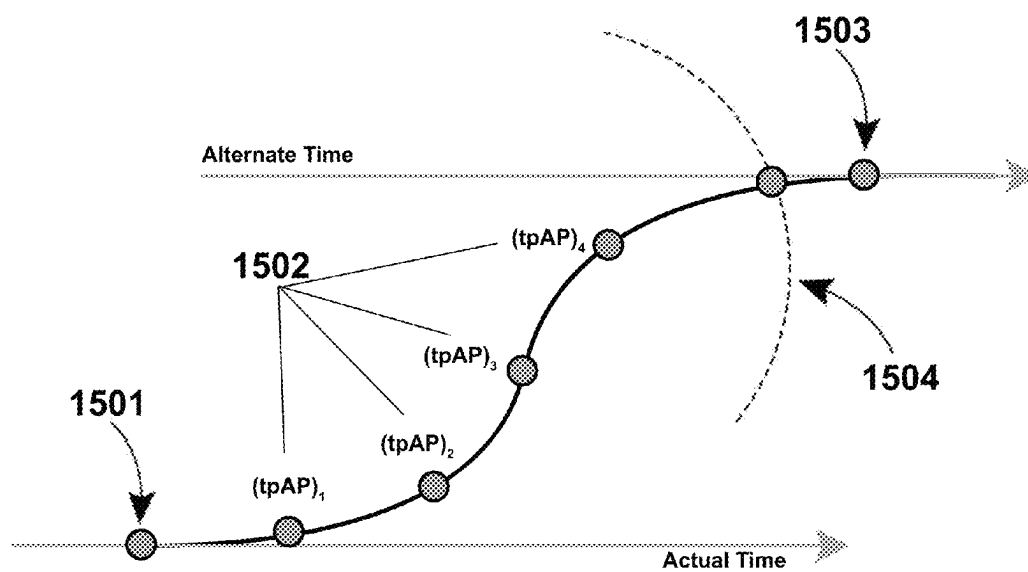 1503
Alternate Time
(tpAP)₄
1502
(tpAP)₃
1504
1501
(tpAP)₂
(tpAP)₁
Actual Time